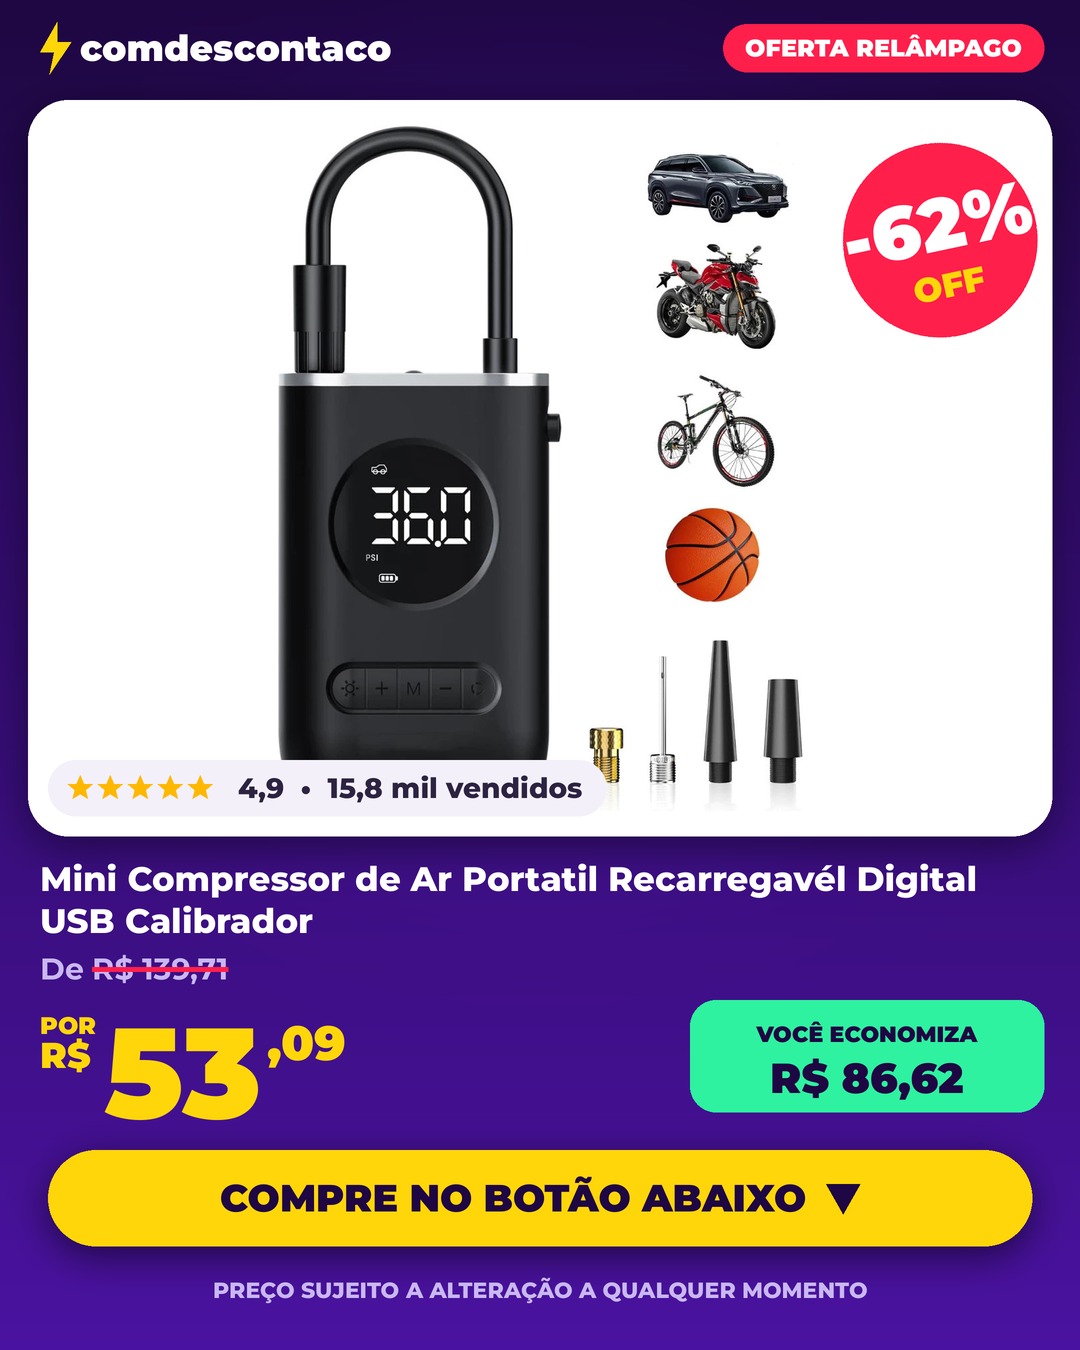 comdescontaco
OFERTA RELÂMPAGO
-62%
OFF
36.0
PSI
+ M −
4,9 • 15,8 mil vendidos
Mini Compressor de Ar Portatil Recarregavél Digital
USB Calibrador
De R$ 139,71
POR
R$ 53,09
VOCÊ ECONOMIZA
R$ 86,62
COMPRE NO BOTÃO ABAIXO ▼
PREÇO SUJEITO A ALTERAÇÃO A QUALQUER MOMENTO